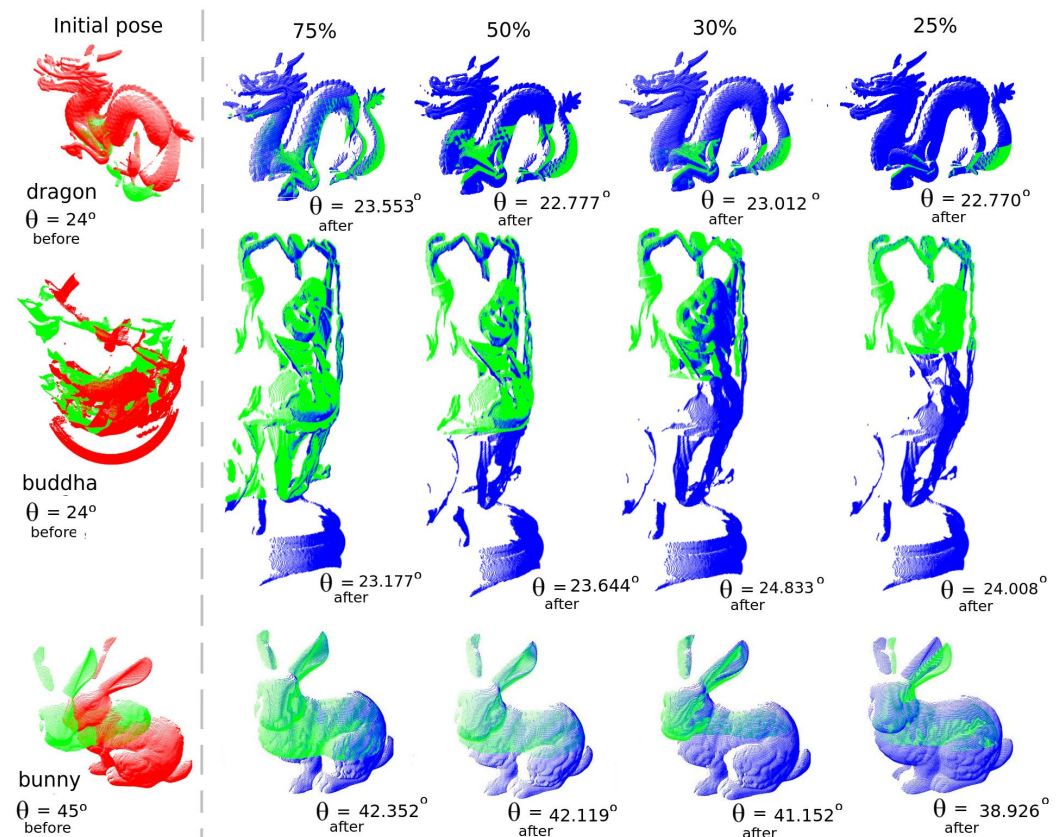 Initial pose 75% 50% 30% 25%
dragon
θ = 24°
before
θ = 23.553°
after
θ = 22.777°
after
θ = 23.012°
after
θ = 22.770°
after
buddha
θ = 24°
before
θ = 23.177°
after
θ = 23.644°
after
θ = 24.833°
after
θ = 24.008°
after
bunny
θ = 45°
before
θ = 42.352°
after
θ = 42.119°
after
θ = 41.152°
after
θ = 38.926°
after